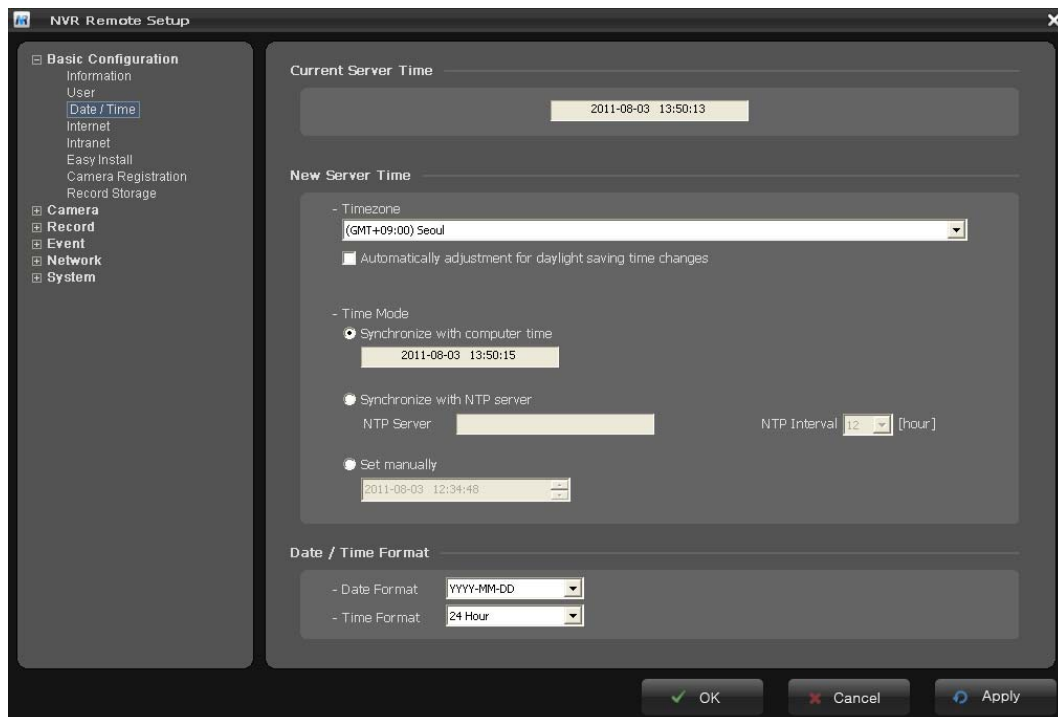 NVR Remote Setup
Basic Configuration
Information
User
Date / Time
Internet
Intranet
Easy Install
Camera Registration
Record Storage
Camera
Record
Event
Network
System
Current Server Time
2011-08-03 13:50:13
New Server Time
- Timezone
(GMT+09:00) Seoul
Automatically adjustment for daylight saving time changes
- Time Mode
Synchronize with computer time
2011-08-03 13:50:15
Synchronize with NTP server
NTP Server NTP Interval 12 [hour]
Set manually
2011-08-03 12:34:48
Date / Time Format
- Date Format YYYY-MM-DD
- Time Format 24 Hour
OK Cancel Apply